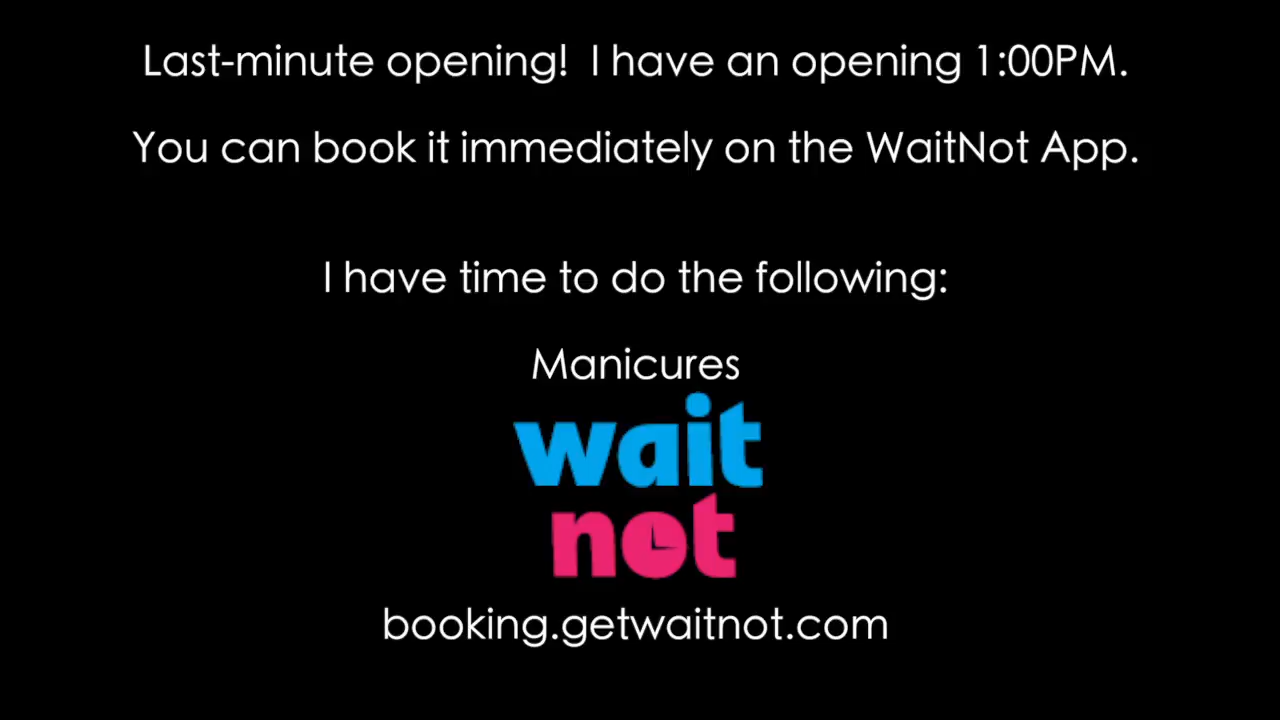 Last-minute opening!  I have an opening 1:00PM.
You can book it immediately on the WaitNot App.
I have time to do the following:
Manicures
wait
not
booking.getwaitnot.com